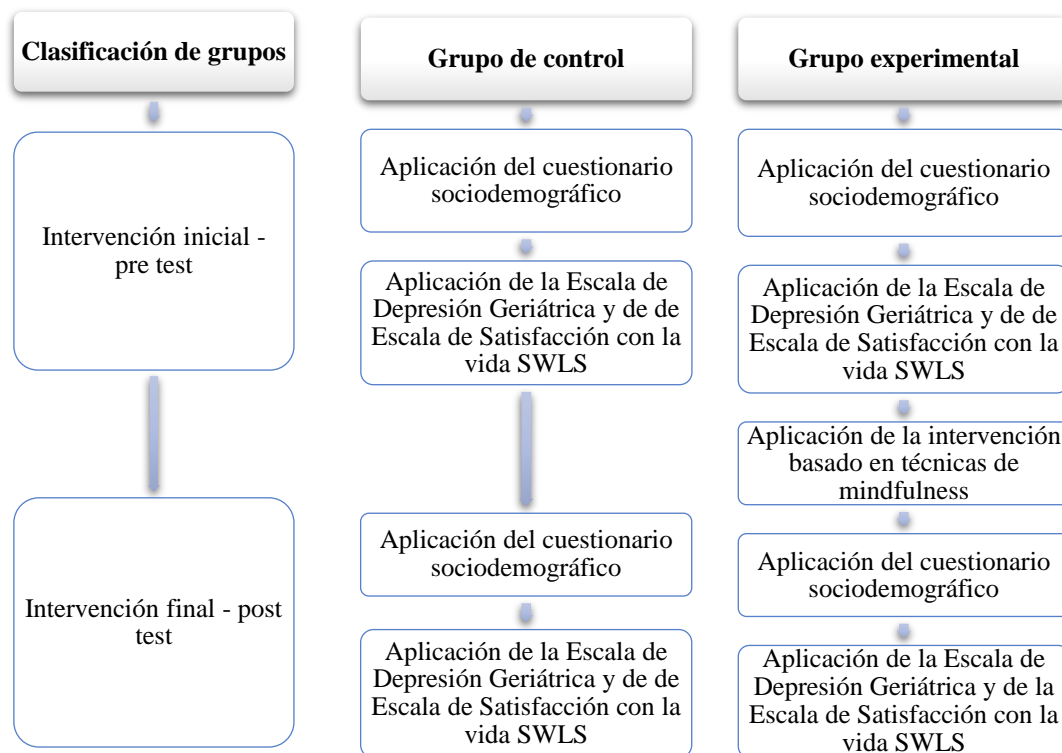 Clasificación de grupos
Intervención inicial -
pre test
Intervención final - post
test
Grupo de control
Aplicación del cuestionario
sociodemográfico
Aplicación de la Escala de
Depresión Geriátrica y de de
Escala de Satisfacción con la
vida SWLS
Aplicación del cuestionario
sociodemográfico
Aplicación de la Escala de
Depresión Geriátrica y de de
Escala de Satisfacción con la
vida SWLS
Grupo experimental
Aplicación del cuestionario
sociodemográfico
Aplicación de la Escala de
Depresión Geriátrica y de de
Escala de Satisfacción con la
vida SWLS
Aplicación de la intervención
basado en técnicas de
mindfulness
Aplicación del cuestionario
sociodemográfico
Aplicación de la Escala de
Depresión Geriátrica y de la
Escala de Satisfacción con la
vida SWLS